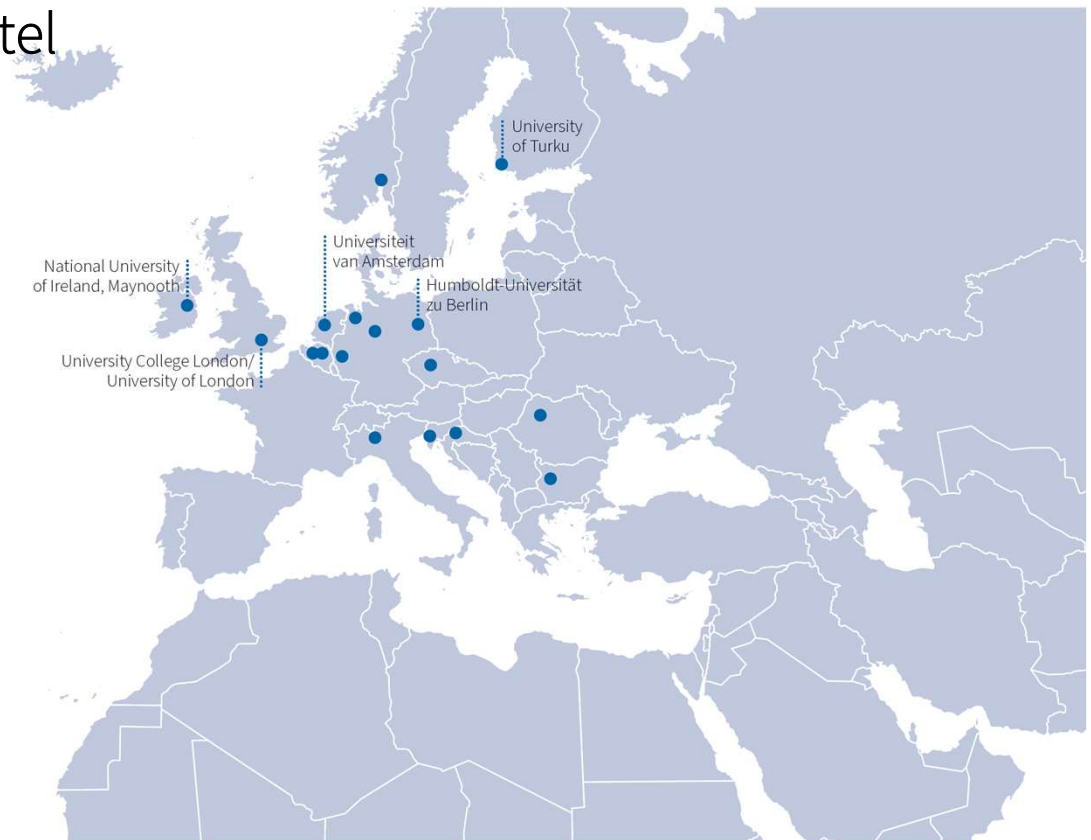 tel
University
of Turku
Universiteit
van Amsterdam
National University
of Ireland, Maynooth
Humboldt-Universität
zu Berlin
University College London/
University of London